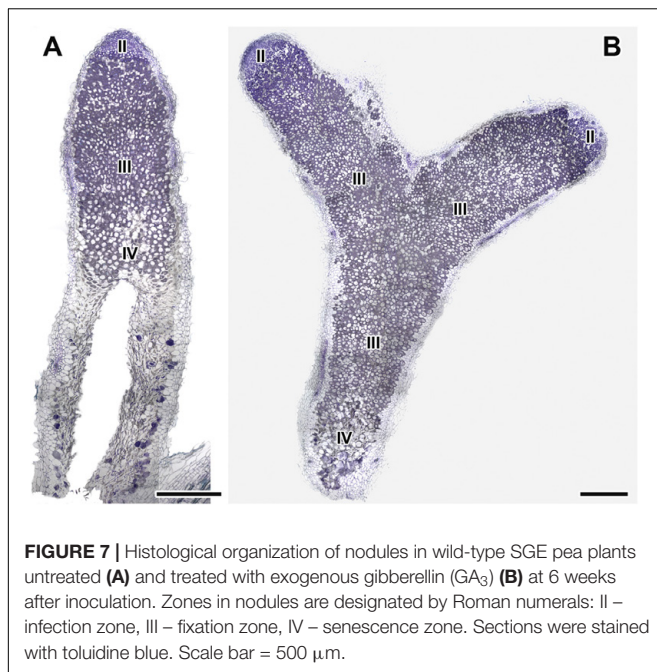 A
B
II
II
II
III
III
III
III
IV
IV
FIGURE 7 | Histological organization of nodules in wild-type SGE pea plants
untreated (A) and treated with exogenous gibberellin (GA₃) (B) at 6 weeks
after inoculation. Zones in nodules are designated by Roman numerals: II –
infection zone, III – fixation zone, IV – senescence zone. Sections were stained
with toluidine blue. Scale bar = 500 μm.